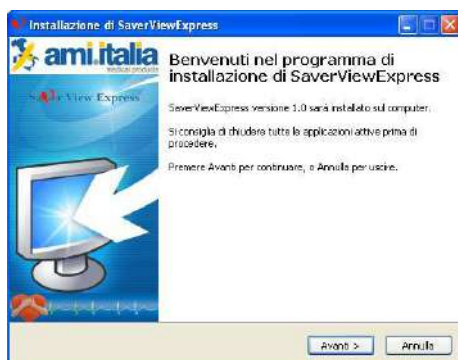 Installazione di SaverViewExpress
ami.italia
medical products
Saver View Express
Benvenuti nel programma di
installazione di SaverViewExpress
SaverViewExpress versione 1.0 sarà installato sul computer.
Si consiglia di chiudere tutte le applicazioni attive prima di
procedere.
Premere Avanti per continuare, o Annulla per uscire.
Avanti >
Annulla